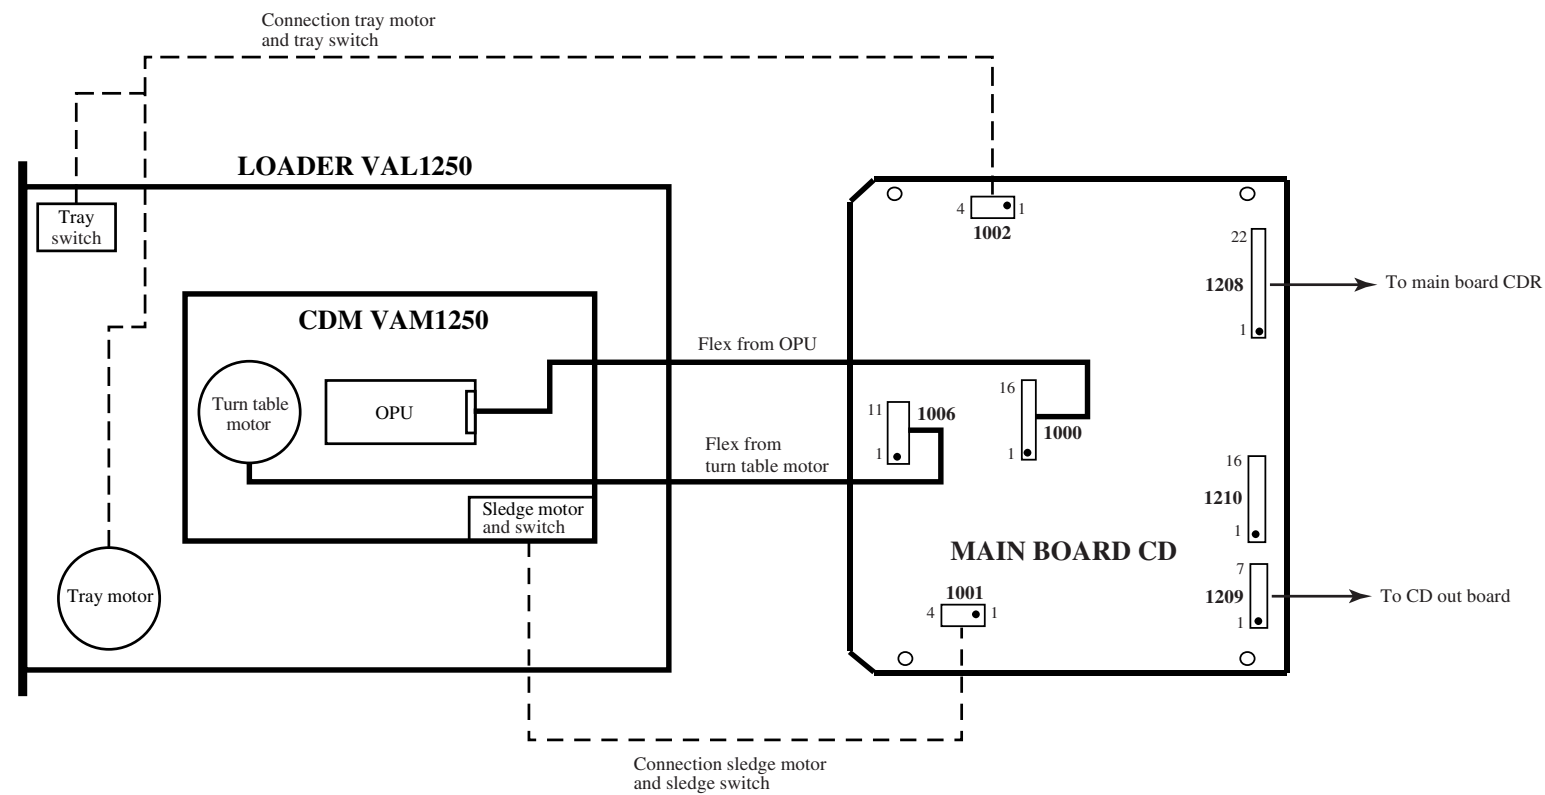 Connection tray motor
and tray switch
LOADER VAL1250
Tray
switch
CDM VAM1250
Turn table
motor
OPU
Sledge motor
and switch
Tray motor
Flex from OPU
Flex from
turn table motor
Connection sledge motor
and sledge switch
4
1
1002
22
1208
1
To main board CDR
16
1000
1
11
1006
1
16
1210
1
MAIN BOARD CD
1001
4
1
7
1209
1
To CD out board